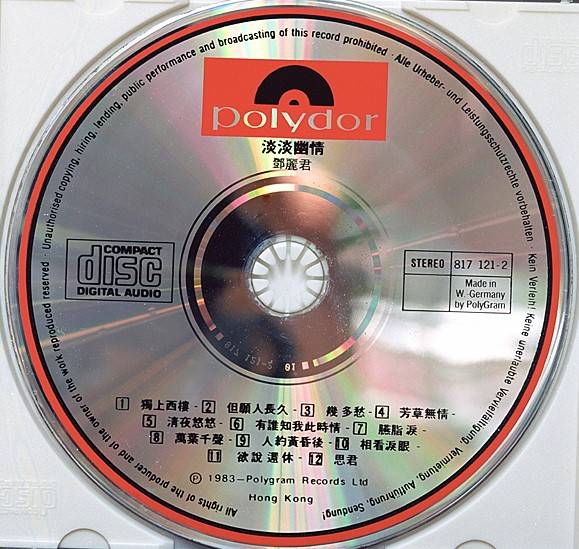 All rights of the producer and of the owner of the work reproduced reserved · Unauthorised copying, hiring, lending, public performance and broadcasting of this record prohibited · Alle Urheber- und Leistungsschutzrechte vorbehalten · Kein Verleih! Keine unerlaubte Vervielfältigung, Vermietung, Aufführung, Sendung!
polydor
淡淡幽情
鄧麗君
COMPACT
disc
DIGITAL AUDIO
STEREO 817 121-2
Made in
W.-Germany
by PolyGram
817 121-2 01
1 獨上西樓 - 2 但願人長久 - 3 幾多愁 - 4 芳草無情 -
5 清夜悠悠 - 6 有誰知我此時情 - 7 胭脂淚 -
8 萬葉千聲 - 9 人約黃昏後 - 10 相看淚眼 -
11 欲說還休 - 12 思君
Ⓟ 1983-Polygram Records Ltd
Hong Kong